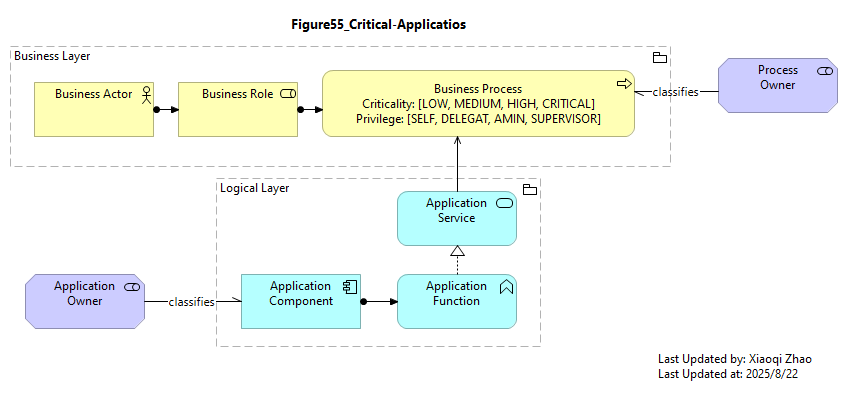 Figure55_Critical-Applicatios
Business Layer
Business Actor
Business Role
Business Process
Criticality: [LOW, MEDIUM, HIGH, CRITICAL]
Privilege: [SELF, DELEGAT, AMIN, SUPERVISOR]
classifies
Process
Owner
Logical Layer
Application
Service
Application
Owner
classifies
Application
Component
Application
Function
Last Updated by: Xiaoqi Zhao
Last Updated at: 2025/8/22